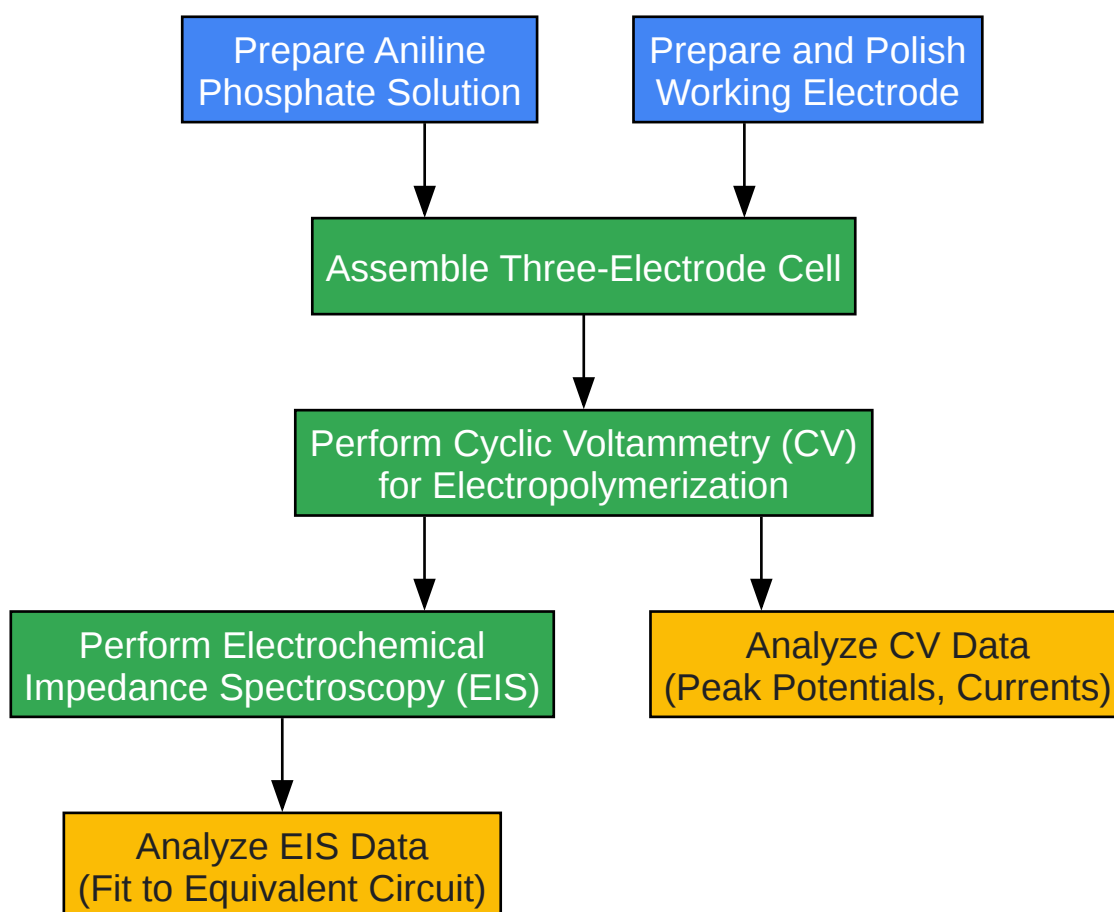 Prepare Aniline
Phosphate Solution
Prepare and Polish
Working Electrode
Assemble Three-Electrode Cell
Perform Cyclic Voltammetry (CV)
for Electropolymerization
Perform Electrochemical
Impedance Spectroscopy (EIS)
Analyze CV Data
(Peak Potentials, Currents)
Analyze EIS Data
(Fit to Equivalent Circuit)